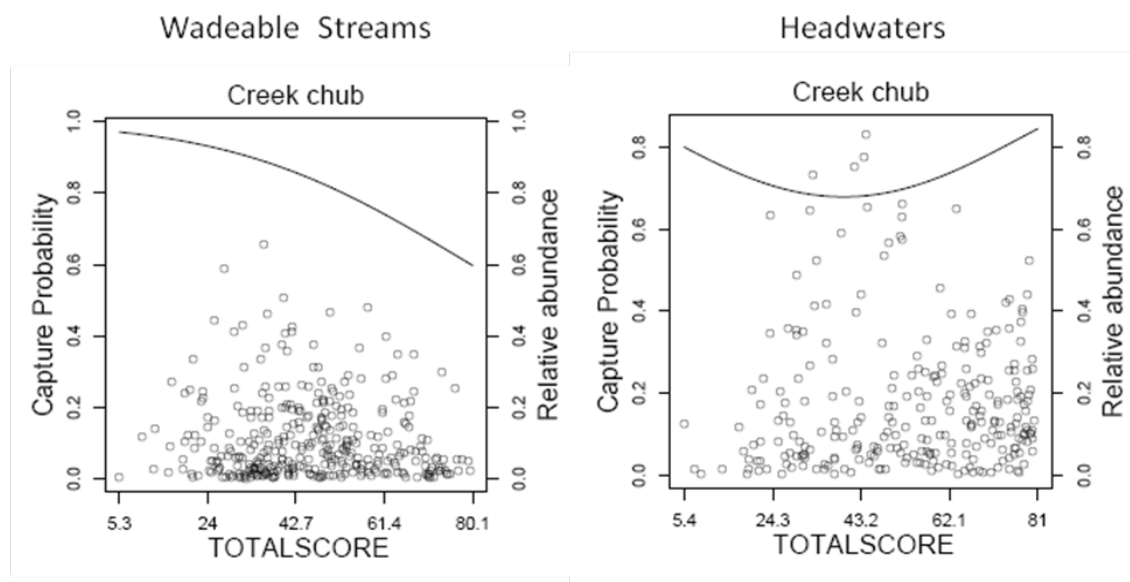 Wadeable Streams
Headwaters
Creek chub
Capture Probability
0.0 0.2 0.4 0.6 0.8 1.0
Relative abundance
0.0 0.2 0.4 0.6 0.8 1.0
5.3 24 42.7 61.4 80.1
TOTALSCORE
Creek chub
Capture Probability
0.0 0.2 0.4 0.6 0.8
Relative abundance
0.0 0.2 0.4 0.6 0.8
5.4 24.3 43.2 62.1 81
TOTALSCORE